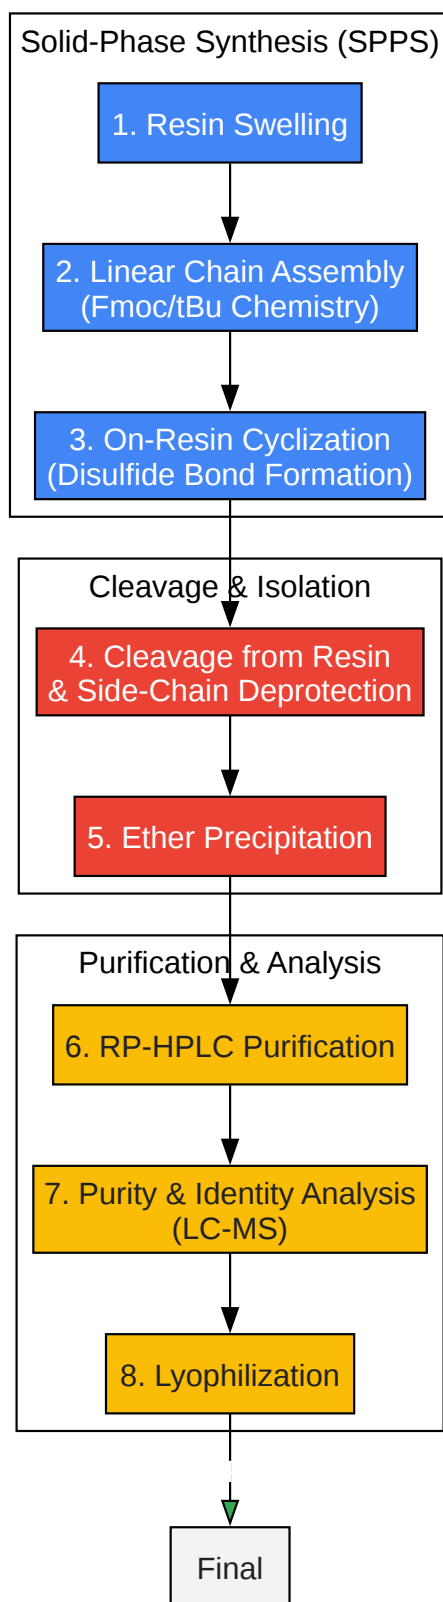 Solid-Phase Synthesis (SPPS)
1. Resin Swelling
2. Linear Chain Assembly
(Fmoc/tBu Chemistry)
3. On-Resin Cyclization
(Disulfide Bond Formation)
Cleavage & Isolation
4. Cleavage from Resin
& Side-Chain Deprotection
5. Ether Precipitation
Purification & Analysis
6. RP-HPLC Purification
7. Purity & Identity Analysis
(LC-MS)
8. Lyophilization
Final